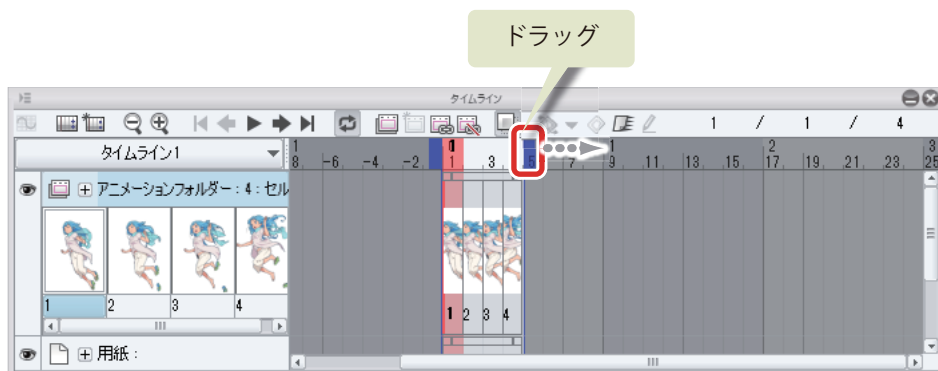 ドラッグ
タイムライン
1 / 1 / 4
タイムライン1
1 0 1 2 3
8 -6 -4 -2 1 3 5 7 9 11 13 15 17 19 21 23 25
アニメーションフォルダー : 4 : セル
1 2 3 4
1 2 3 4
用紙 :